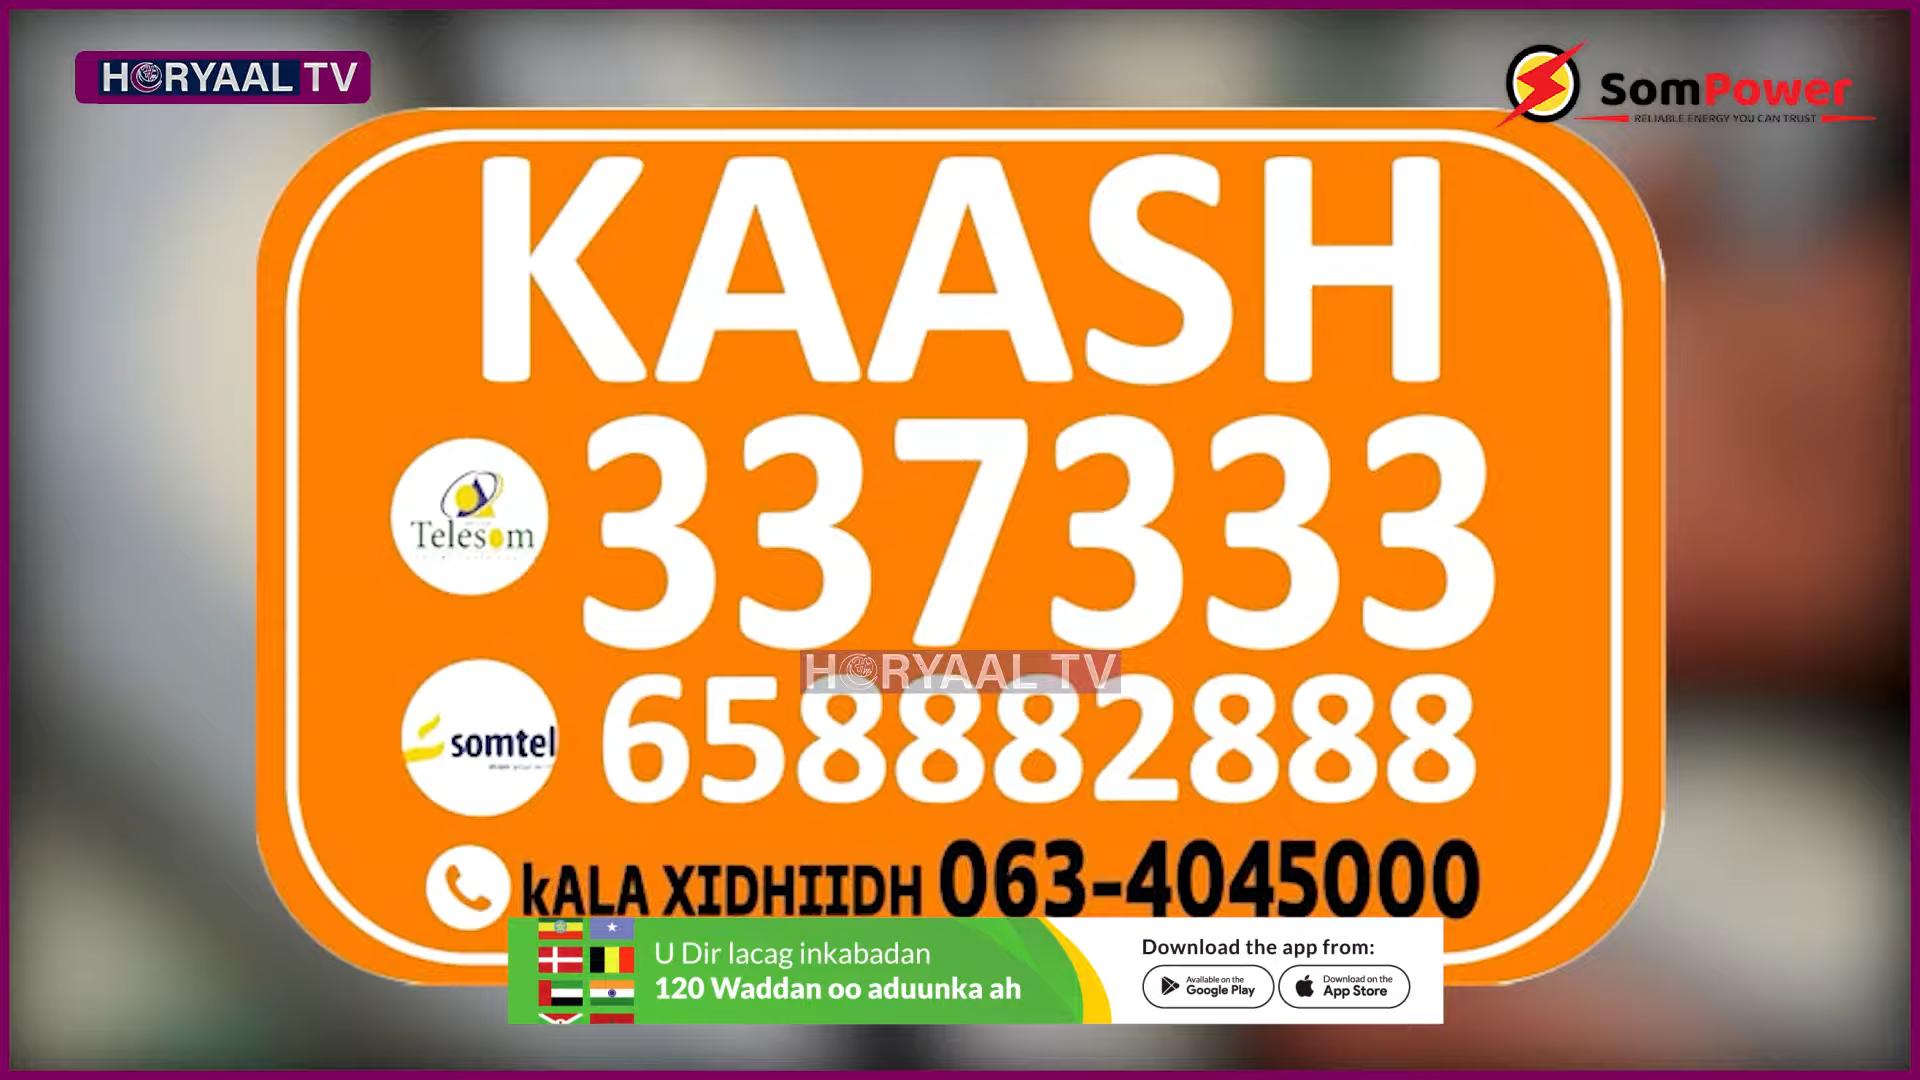 HORYAAL TV
SomPower
RELIABLE ENERGY YOU CAN TRUST
KAASH
Telesom
337333
HORYAAL TV
somtel
658882888
kALA XIDHIIDH 063-4045000
U Dir lacag inkabadan
120 Waddan oo aduunka ah
Download the app from:
Available on the
Google Play
Download on the
App Store